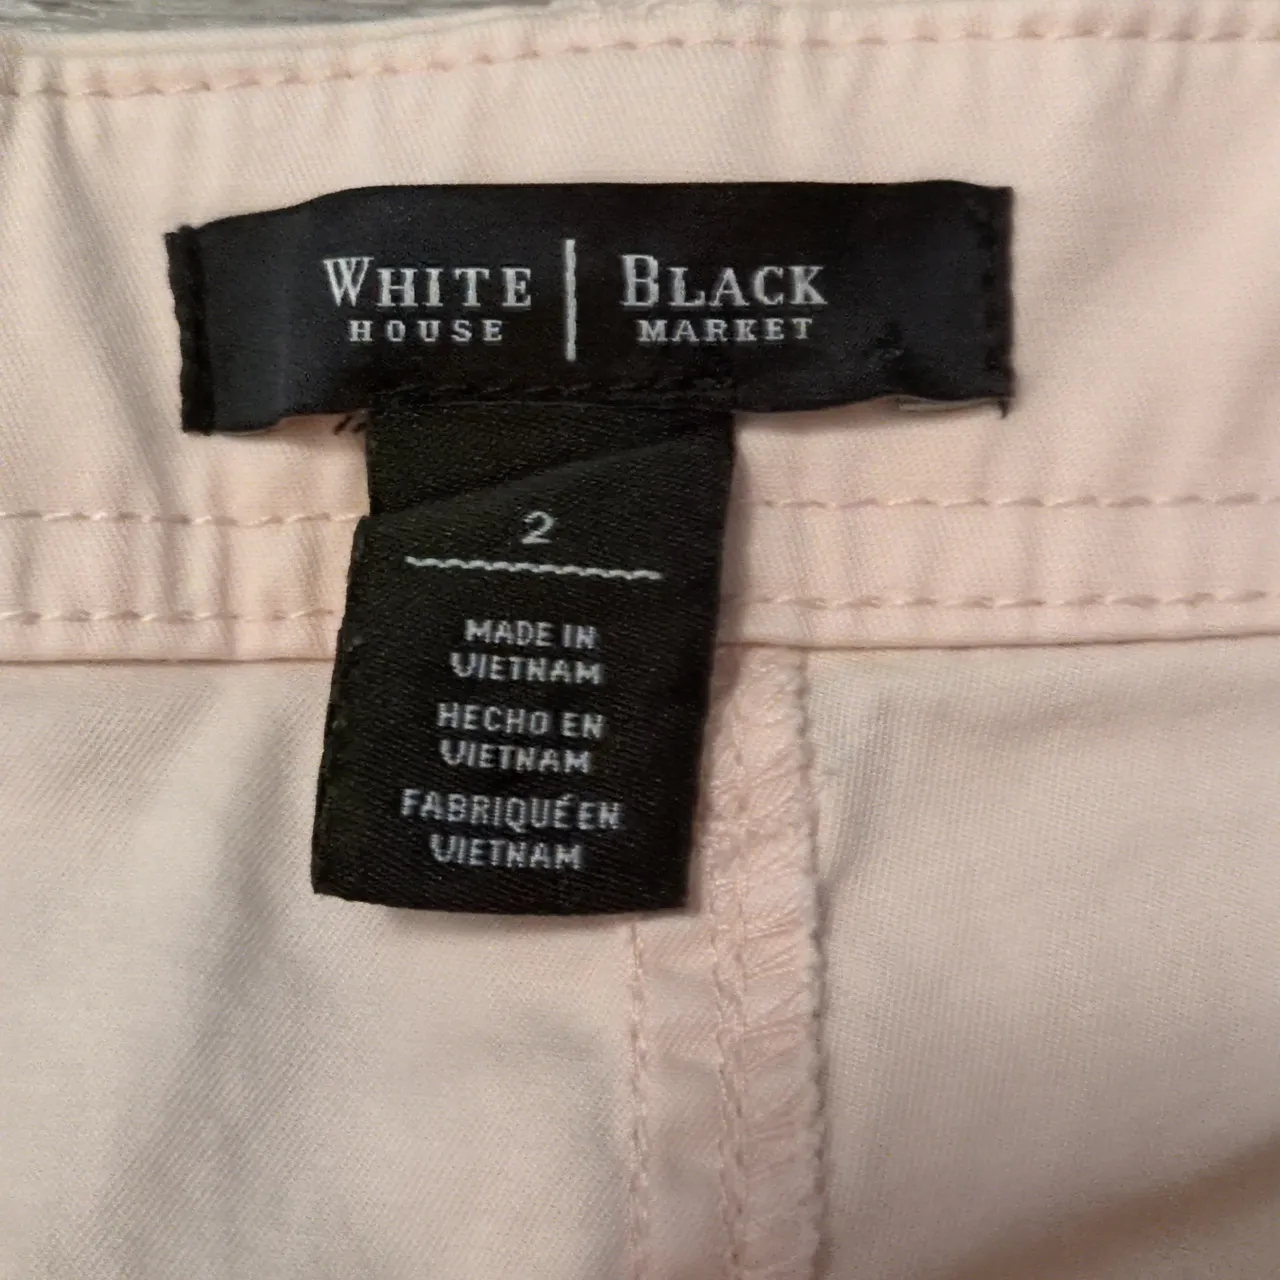 WHITE | BLACK
HOUSE MARKET
2
MADE IN
VIETNAM
HECHO EN
VIETNAM
FABRIQUÉ EN
VIETNAM